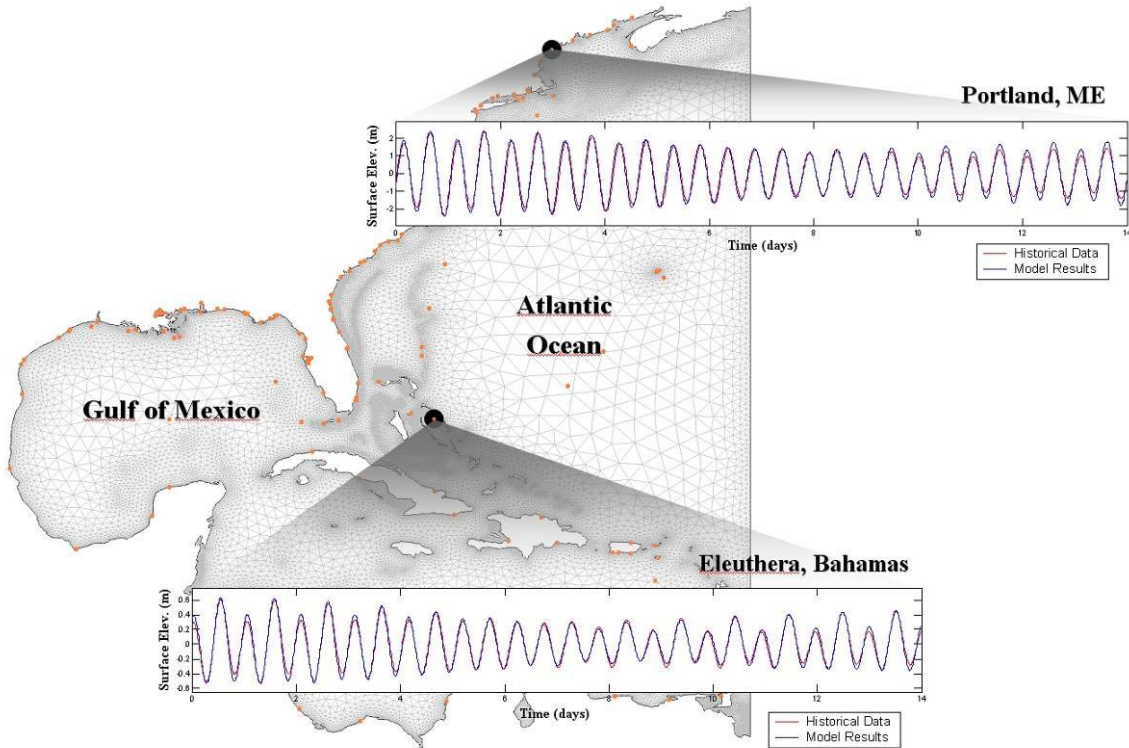 Portland, ME
Surface Elev. (m)
2
1
0
-1
-2
0 2 4 6 8 10 12 14
Time (days)
Historical Data
Model Results
Atlantic
Ocean
Gulf of Mexico
Eleuthera, Bahamas
Surface Elev. (m)
0.6
0.4
0.2
0
-0.2
-0.4
-0.6
0 2 4 6 8 10 12 14
Time (days)
Historical Data
Model Results